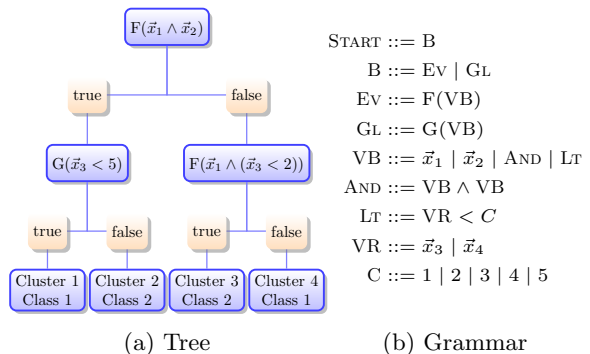 F(x⃗₁ ∧ x⃗₂)
true
false
G(x⃗₃ < 5)
F(x⃗₁ ∧ (x⃗₃ < 2))
true
false
true
false
Cluster 1
Class 1
Cluster 2
Class 2
Cluster 3
Class 2
Cluster 4
Class 1
(a) Tree
START ::= B
B ::= EV | GL
EV ::= F(VB)
GL ::= G(VB)
VB ::= x⃗₁ | x⃗₂ | AND | LT
AND ::= VB ∧ VB
LT ::= VR < C
VR ::= x⃗₃ | x⃗₄
C ::= 1 | 2 | 3 | 4 | 5
(b) Grammar